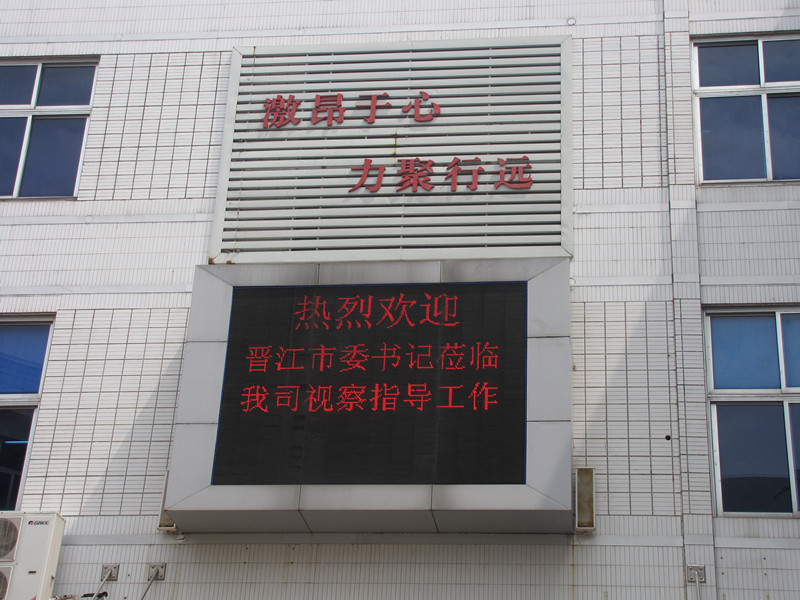 激昂于心
力聚行远
热烈欢迎
晋江市委书记莅临
我司视察指导工作
GREE